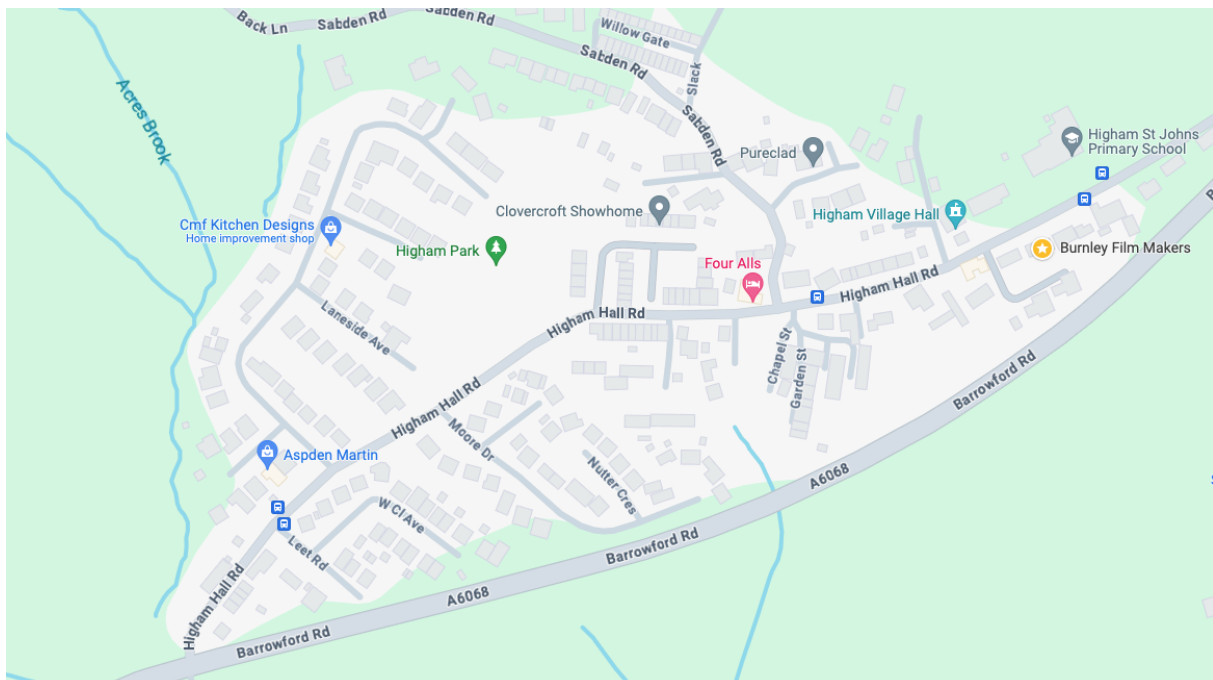 Back Ln
Sabden Rd
Sabden Rd
Willow Gate
Sabden Rd
Slack
Acres Brook
Sabden Rd
Pureclad
Higham St Johns
Primary School
Clovercroft Showhome
Higham Village Hall
Cmf Kitchen Designs
Home improvement shop
Higham Park
Four Alls
Burnley Film Makers
Higham Hall Rd
Higham Hall Rd
Laneside Ave
Chapel St
Garden St
Barrowford Rd
Higham Hall Rd
Moore Dr
Aspden Martin
Nutter Cres
A6068
W Cl Ave
Leet Rd
Barrowford Rd
Higham Hall Rd
A6068
Barrowford Rd